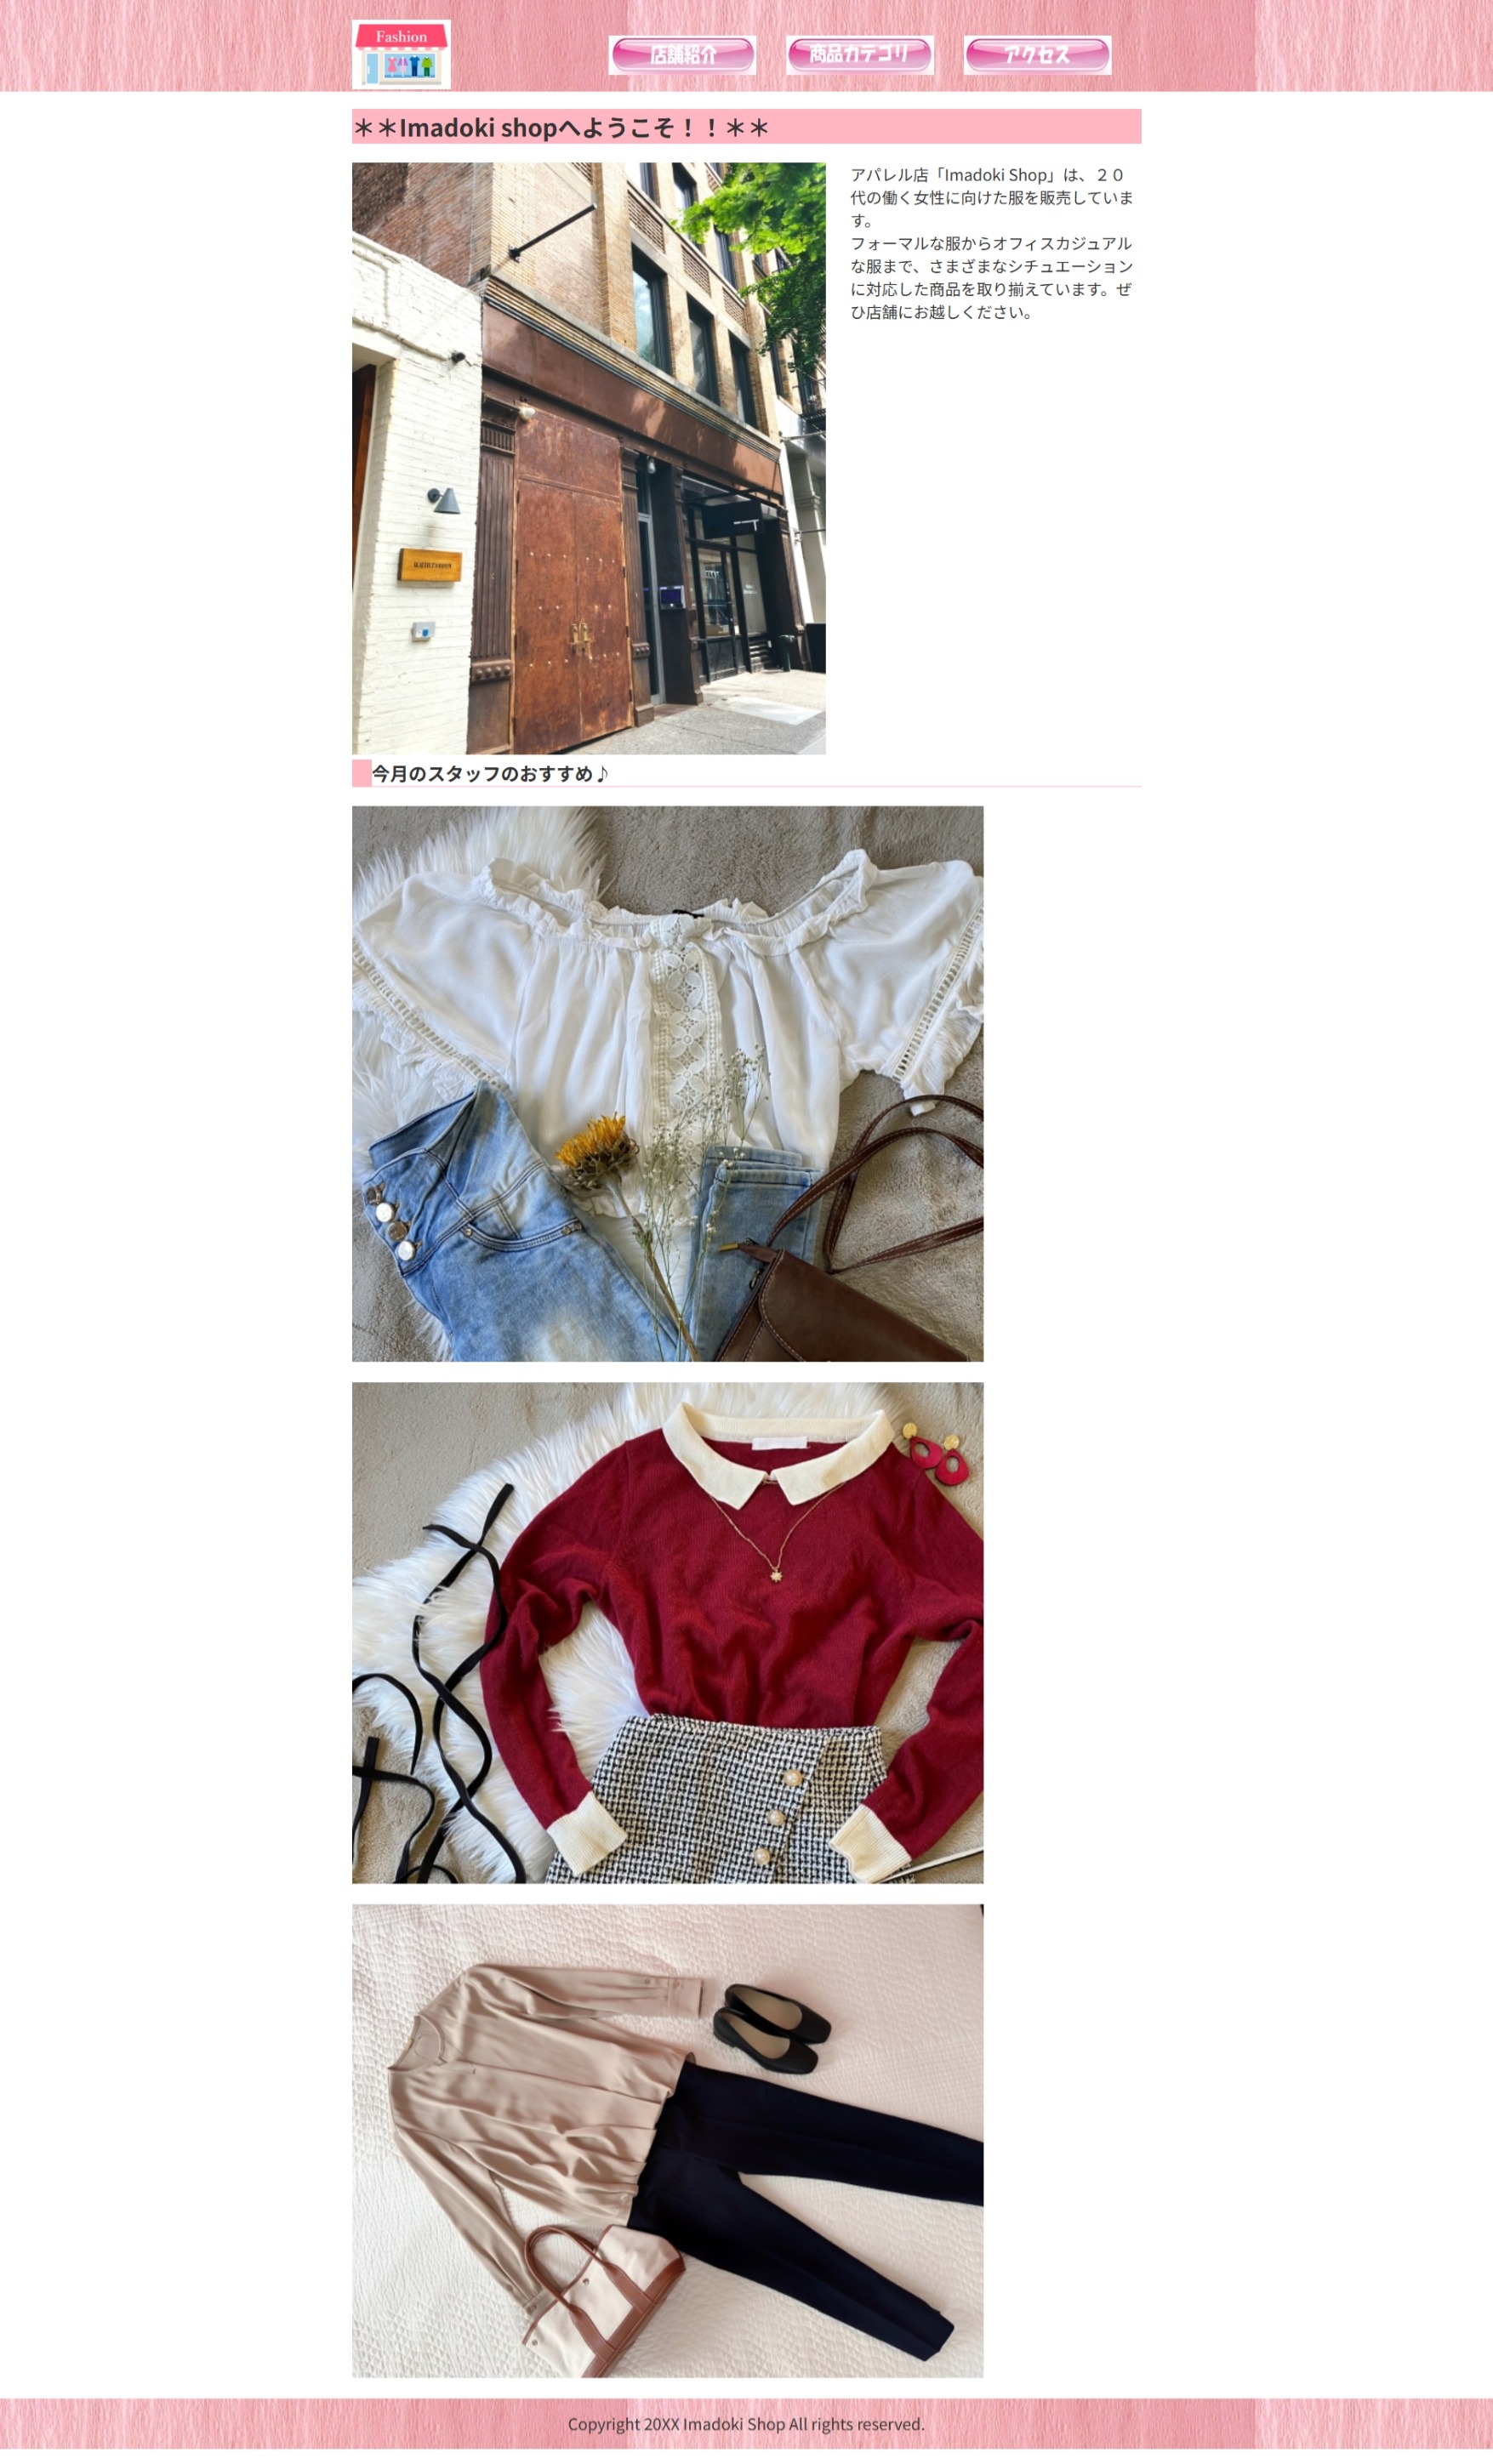 Fashion
店舗紹介
商品カテゴリ
アクセス
＊＊Imadoki shopへようこそ！！＊＊
アパレル店「Imadoki Shop」は、２０
代の働く女性に向けた服を販売していま
す。
フォーマルな服からオフィスカジュアル
な服まで、さまざまなシチュエーション
に対応した商品を取り揃えています。ぜ
ひ店舗にお越しください。
今月のスタッフのおすすめ♪
Copyright 20XX Imadoki Shop All rights reserved.